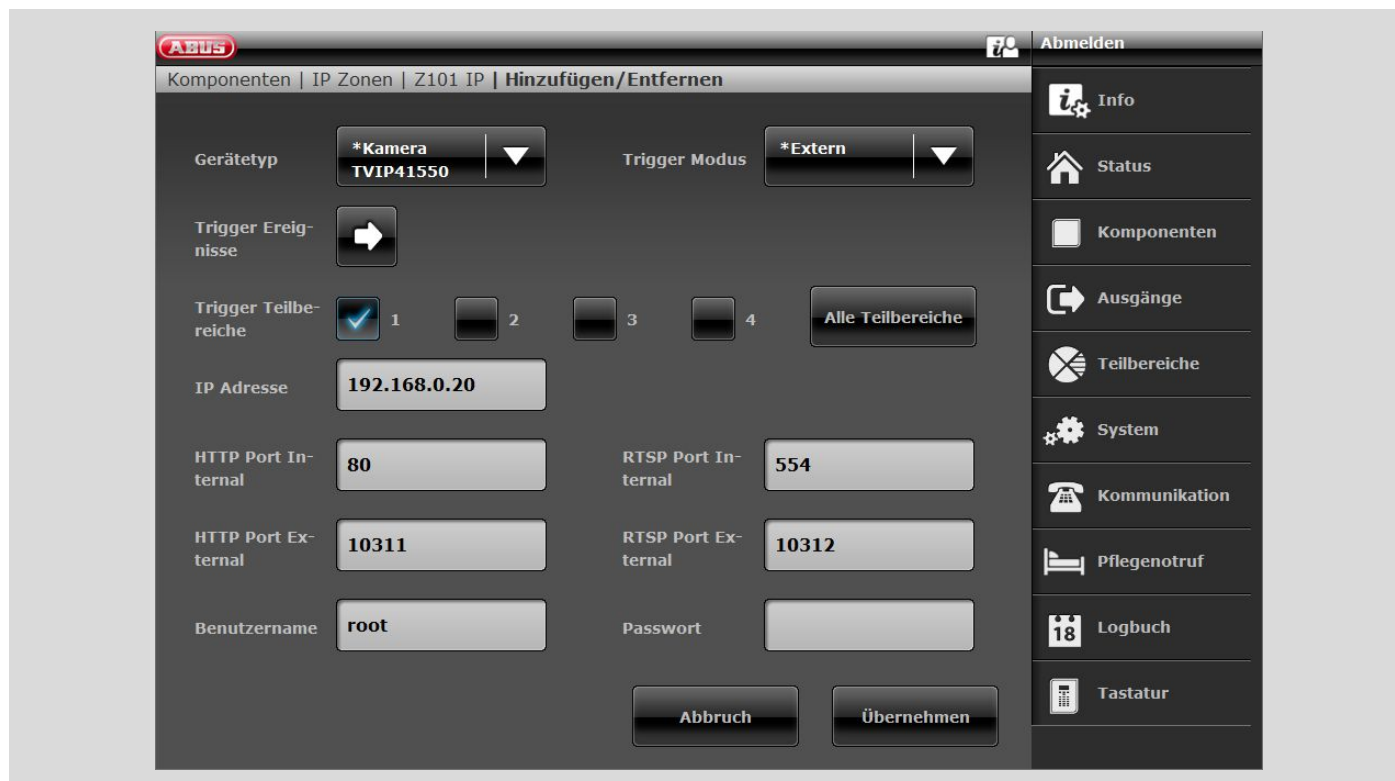 ABUS
Abmelden
Komponenten | IP Zonen | Z101 IP | Hinzufügen/Entfernen
Info
Gerätetyp
*Kamera
TVIP41550
Trigger Modus
*Extern
Status
Trigger Ereig-
nisse
Komponenten
Trigger Teilbe-
reiche
1
2
3
4
Alle Teilbereiche
Ausgänge
Teilbereiche
IP Adresse
192.168.0.20
System
HTTP Port In-
ternal
80
RTSP Port In-
ternal
554
Kommunikation
HTTP Port Ex-
ternal
10311
RTSP Port Ex-
ternal
10312
Pflegenotruf
Benutzername
root
Passwort
18
Logbuch
Tastatur
Abbruch
Übernehmen